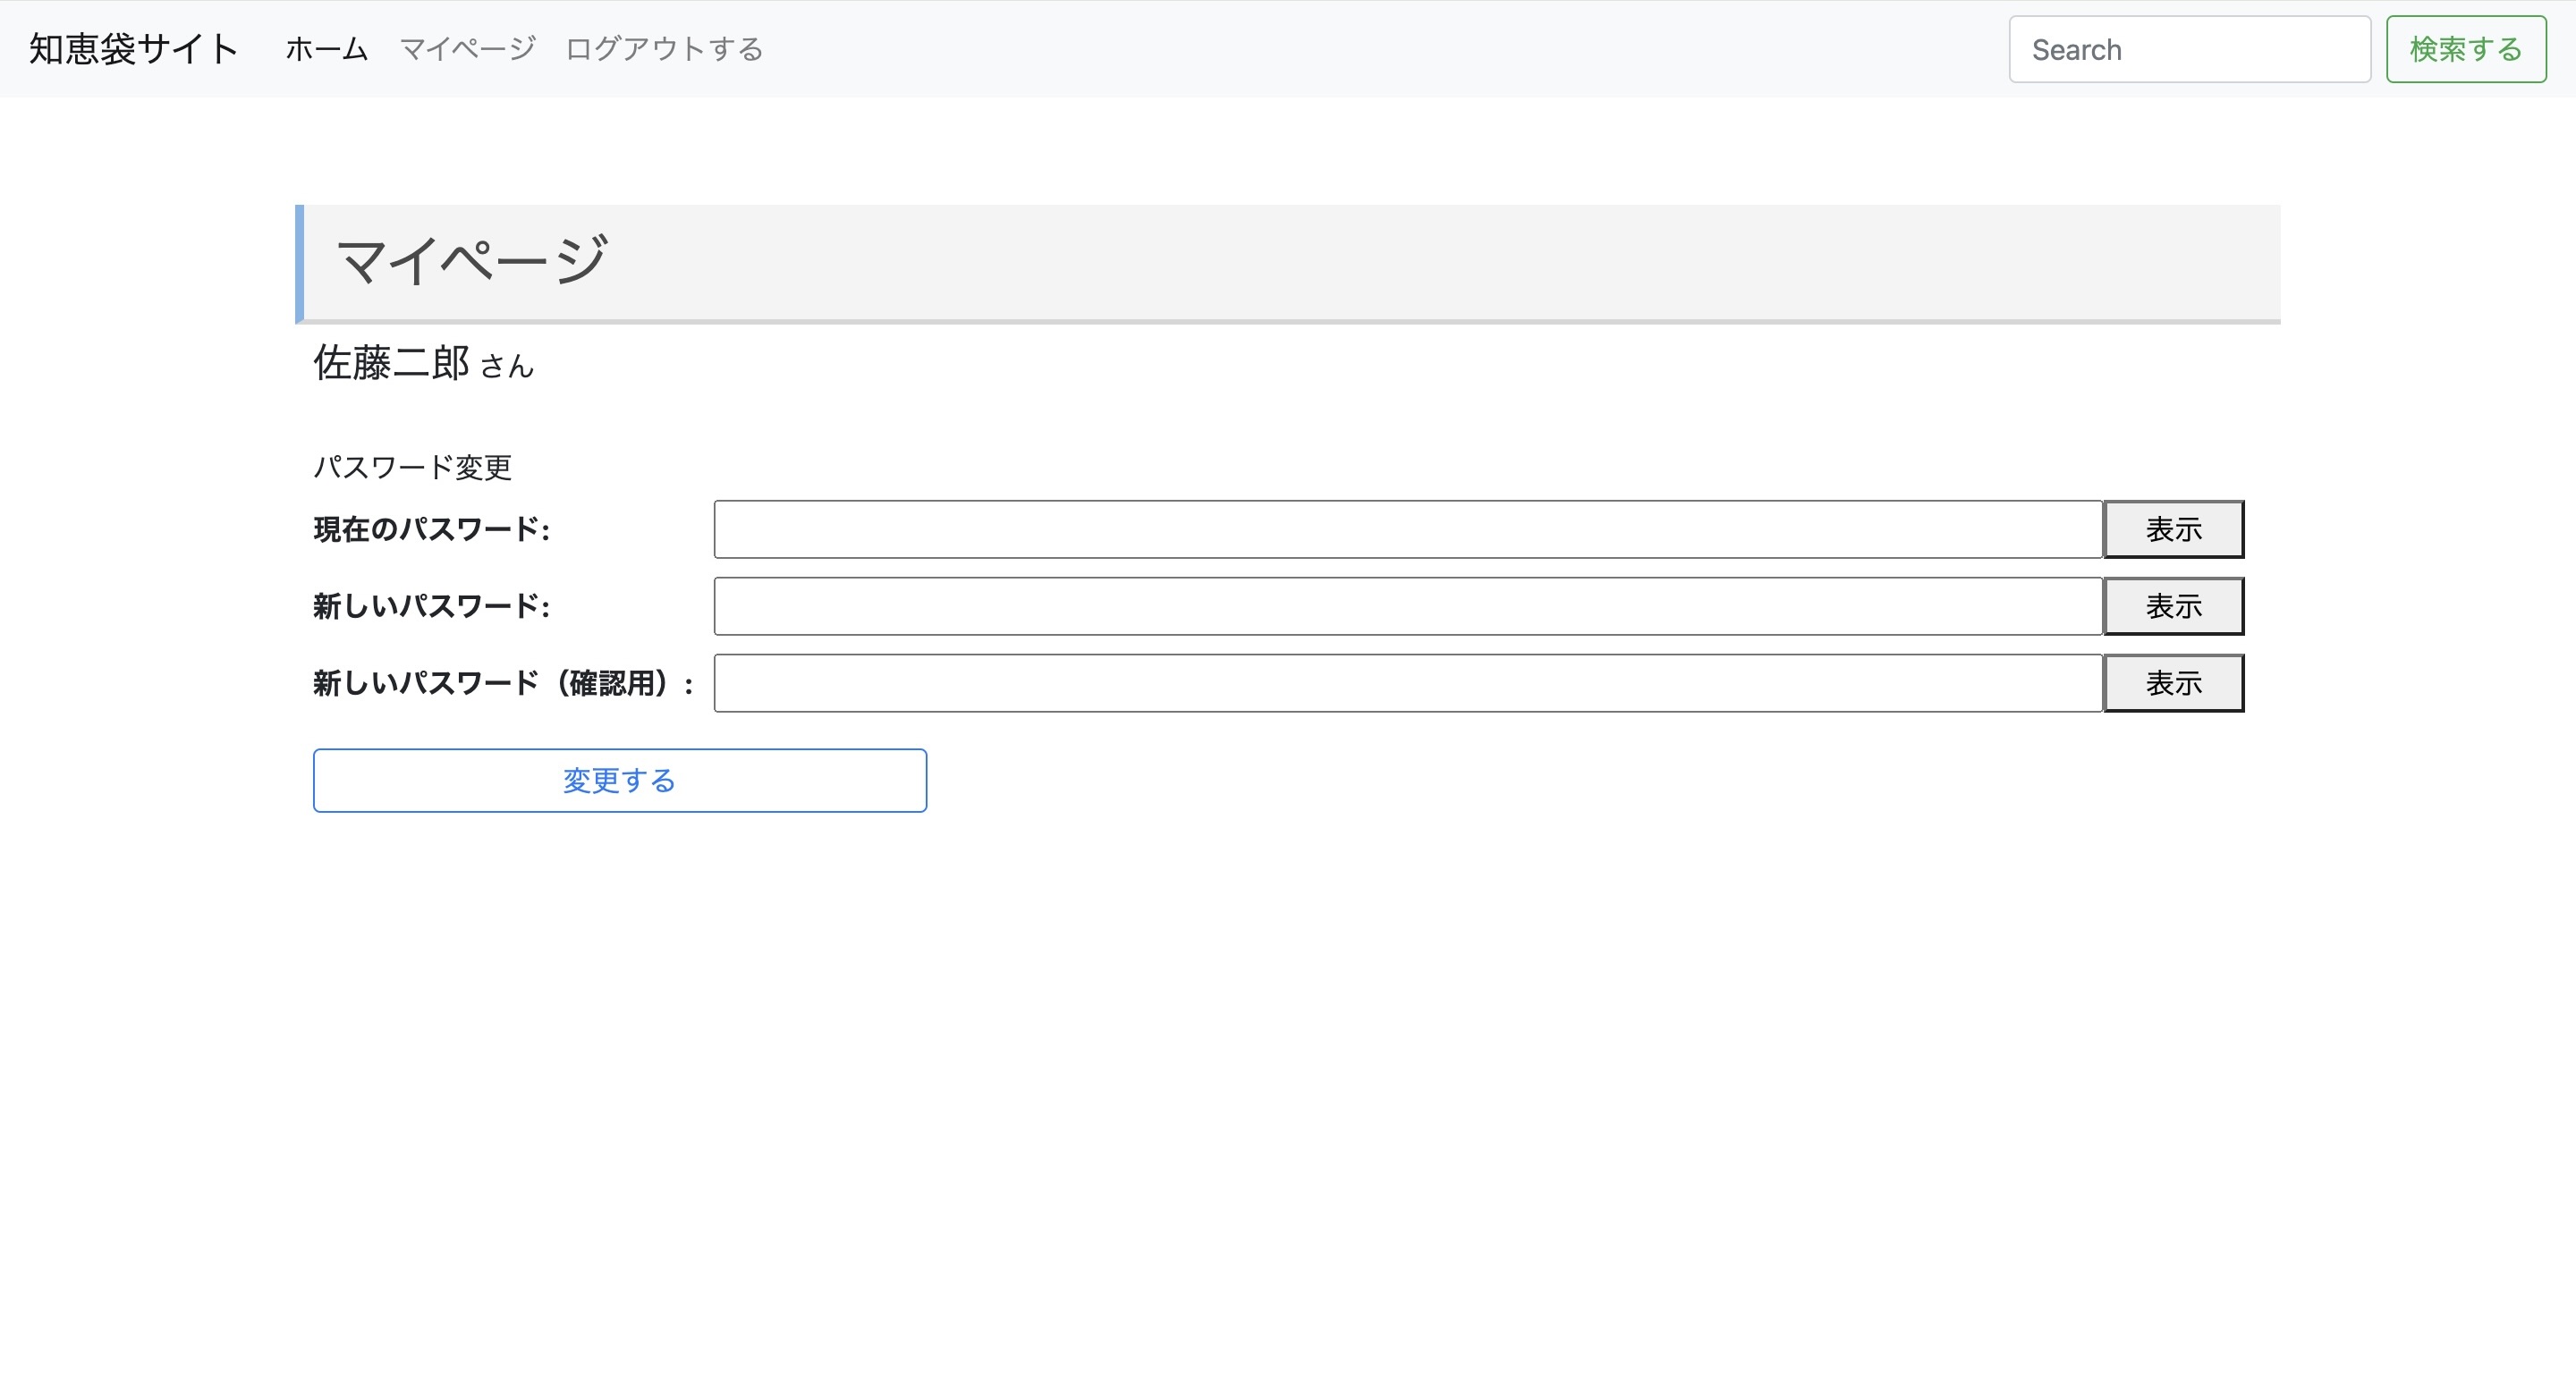 知恵袋サイト ホーム マイページ ログアウトする Search 検索する
マイページ
佐藤二郎 さん
パスワード変更
現在のパスワード: 表示
新しいパスワード: 表示
新しいパスワード（確認用）: 表示
変更する